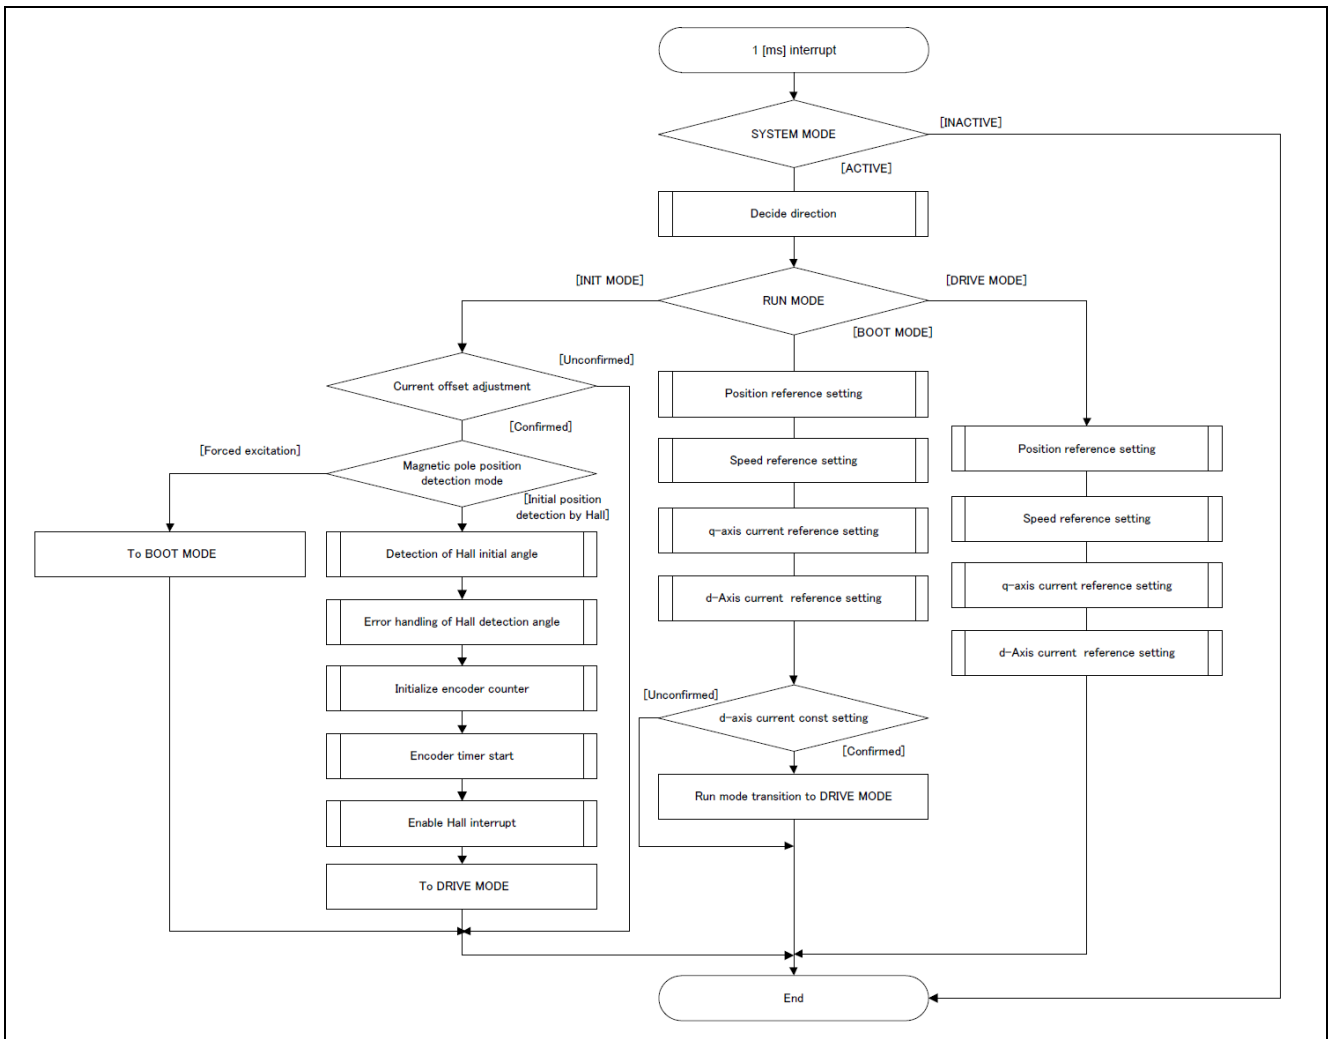 1 [ms] interrupt
SYSTEM MODE
[INACTIVE]
[ACTIVE]
Decide direction
[INIT MODE]
RUN MODE
[DRIVE MODE]
[BOOT MODE]
Current offset adjustment
[Unconfirmed]
[Confirmed]
[Forced excitation]
Magnetic pole position
detection mode
[Initial position
detection by Hall]
To BOOT MODE
Detection of Hall initial angle
Error handling of Hall detection angle
Initialize encoder counter
Encoder timer start
Enable Hall interrupt
To DRIVE MODE
Position reference setting
Speed reference setting
q-axis current reference setting
d-Axis current  reference setting
[Unconfirmed]
d-axis current const setting
[Confirmed]
Run mode transition to DRIVE MODE
Position reference setting
Speed reference setting
q-axis current reference setting
d-Axis current  reference setting
End